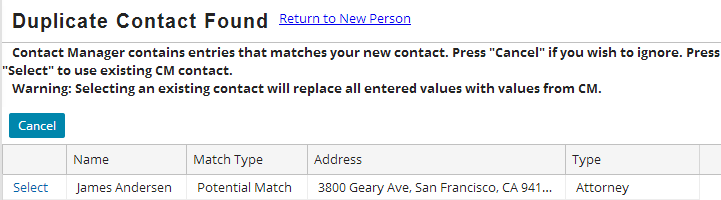 Duplicate Contact Found Return to New Person
Contact Manager contains entries that matches your new contact. Press "Cancel" if you wish to ignore. Press
"Select" to use existing CM contact.
Warning: Selecting an existing contact will replace all entered values with values from CM.
Cancel
Name Match Type Address Type
Select James Andersen Potential Match 3800 Geary Ave, San Francisco, CA 941... Attorney